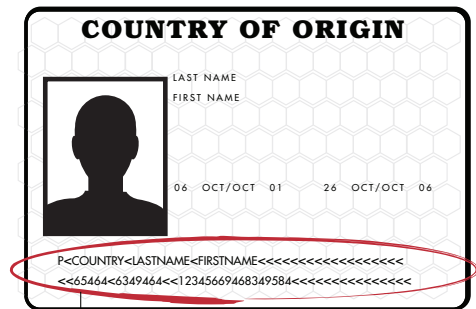 COUNTRY OF ORIGIN
LAST NAME
FIRST NAME
06 OCT/OCT 01 26 OCT/OCT 06
P<COUNTRY<LASTNAME<FIRSTNAME<<<<<<<<<<<<<<<<<<
<<65464<6349464<<12345669468349584<<<<<<<<<<<<<<<